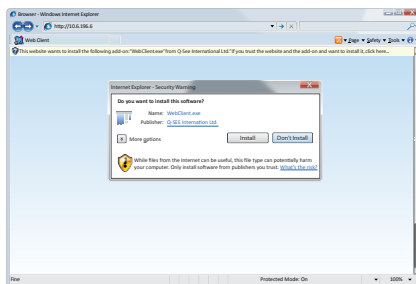 Browser - Windows Internet Explorer
http://10.6.196.6
Web Client
Page Safety Tools
This website wants to install the following add-on: "WebClient.exe" from Q-See International Ltd." If you trust the website and the add-on and want to install it, click here...
Internet Explorer - Security Warning
Do you want to install this software?
Name: WebClient.exe
Publisher: Q-SEE Internation Ltd.
More options
Install
Don't Install
While files from the Internet can be useful, this file type can potentially harm
your computer. Only install software from publishers you trust. What's the risk?
Fine
Protected Mode: On
100%